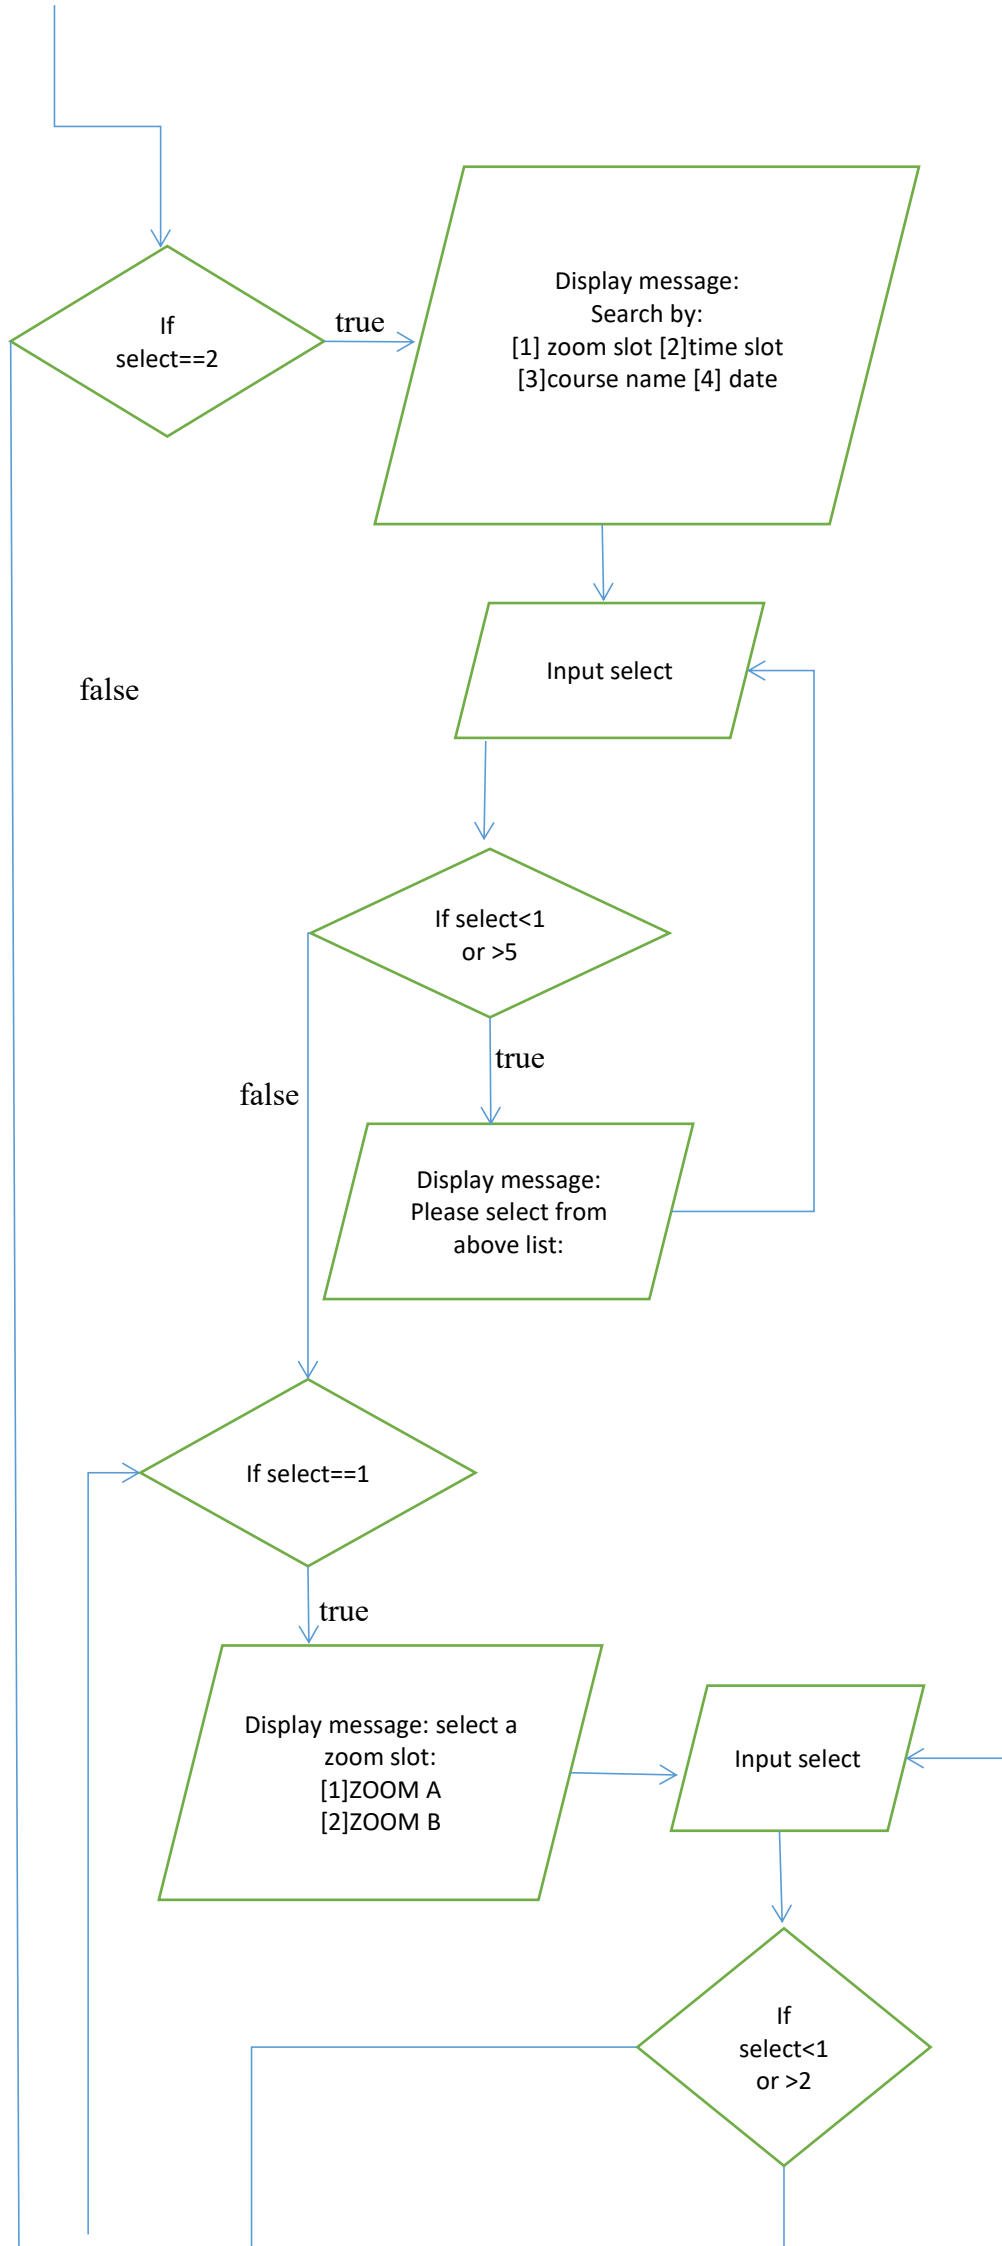 If
select==2
true
Display message:
Search by:
[1] zoom slot [2]time slot
[3]course name [4] date
false
Input select
If select<1
or >5
true
false
Display message:
Please select from
above list:
If select==1
true
Display message: select a
zoom slot:
[1]ZOOM A
[2]ZOOM B
Input select
If
select<1
or >2